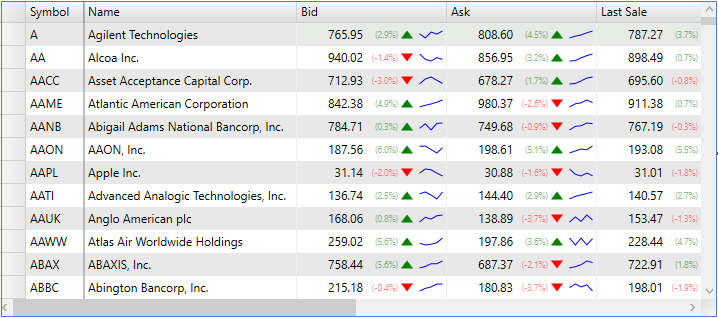 Symbol Name Bid Ask Last Sale
A Agilent Technologies 765.95 (2.9%) 808.60 (4.5%) 787.27 (3.7%)
AA Alcoa Inc. 940.02 (-1.4%) 856.95 (3.2%) 898.49 (0.7%)
AACC Asset Acceptance Capital Corp. 712.93 (-3.0%) 678.27 (1.7%) 695.60 (-0.8%)
AAME Atlantic American Corporation 842.38 (4.9%) 980.37 (-2.6%) 911.38 (0.7%)
AANB Abigail Adams National Bancorp, Inc. 784.71 (0.3%) 749.68 (-0.9%) 767.19 (-0.3%)
AAON AAON, Inc. 187.56 (6.0%) 198.61 (5.1%) 193.08 (5.5%)
AAPL Apple Inc. 31.14 (-2.0%) 30.88 (-1.6%) 31.01 (-1.8%)
AATI Advanced Analogic Technologies, Inc. 136.74 (2.5%) 144.40 (2.9%) 140.57 (2.7%)
AAUK Anglo American plc 168.06 (0.8%) 138.89 (-3.7%) 153.47 (-1.3%)
AAWW Atlas Air Worldwide Holdings 259.02 (5.6%) 197.86 (3.6%) 228.44 (4.7%)
ABAX ABAXIS, Inc. 758.44 (5.6%) 687.37 (-2.1%) 722.91 (1.8%)
ABBC Abington Bancorp, Inc. 215.18 (-0.4%) 180.83 (-3.7%) 198.01 (-1.9%)